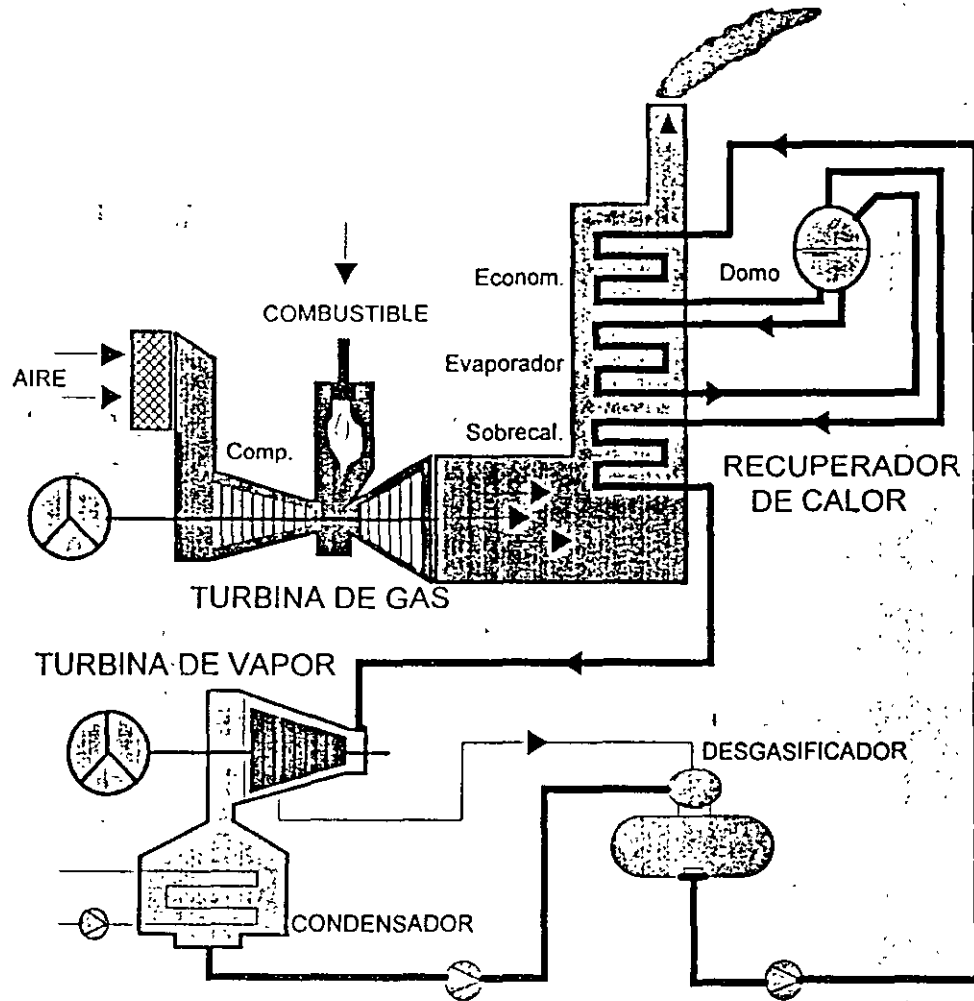 Econom.
Domo
COMBUSTIBLE
AIRE
Evaporador
Comp.
Sobrecal.
RECUPERADOR
DE CALOR
TURBINA DE GAS
TURBINA DE VAPOR
DESGASIFICADOR
CONDENSADOR